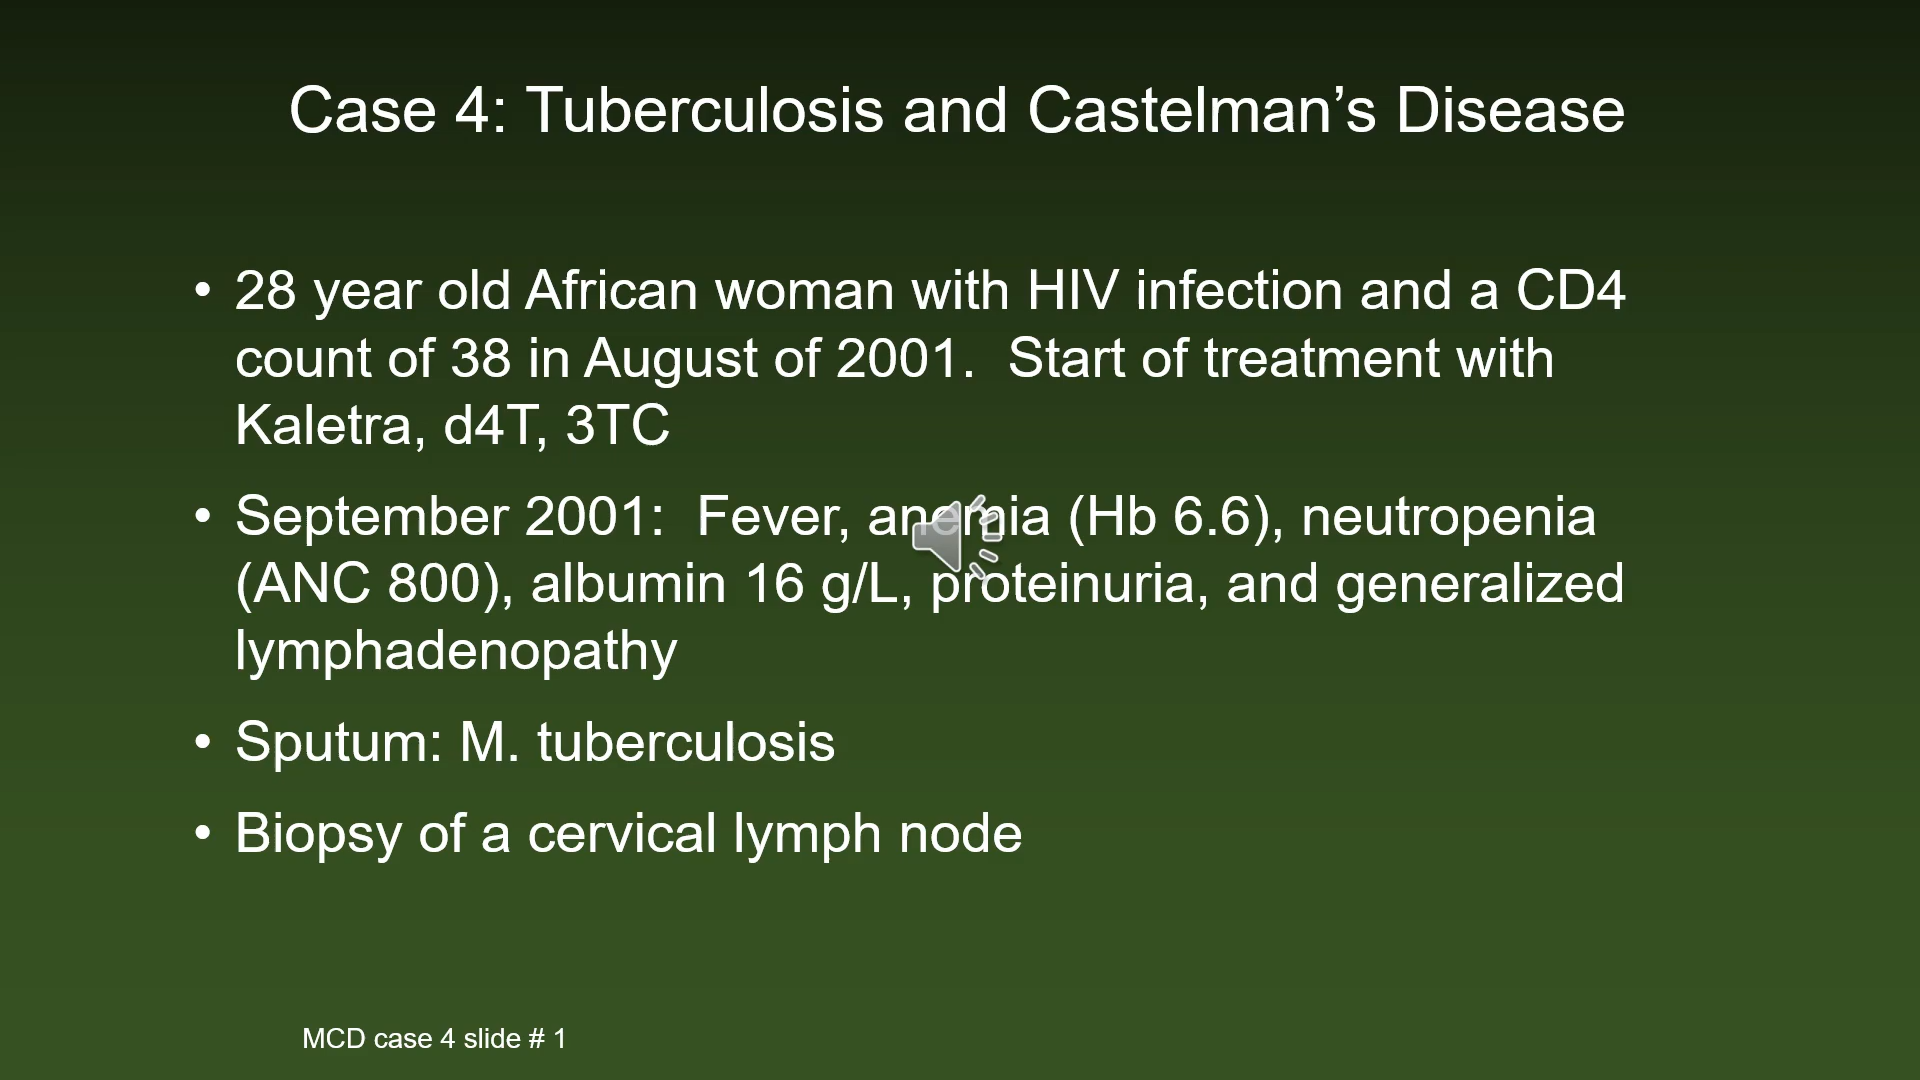 Case 4: Tuberculosis and Castelman’s Disease
• 28 year old African woman with HIV infection and a CD4
count of 38 in August of 2001.  Start of treatment with
Kaletra, d4T, 3TC
• September 2001:  Fever, anemia (Hb 6.6), neutropenia
(ANC 800), albumin 16 g/L, proteinuria, and generalized
lymphadenopathy
• Sputum: M. tuberculosis
• Biopsy of a cervical lymph node
MCD case 4 slide # 1